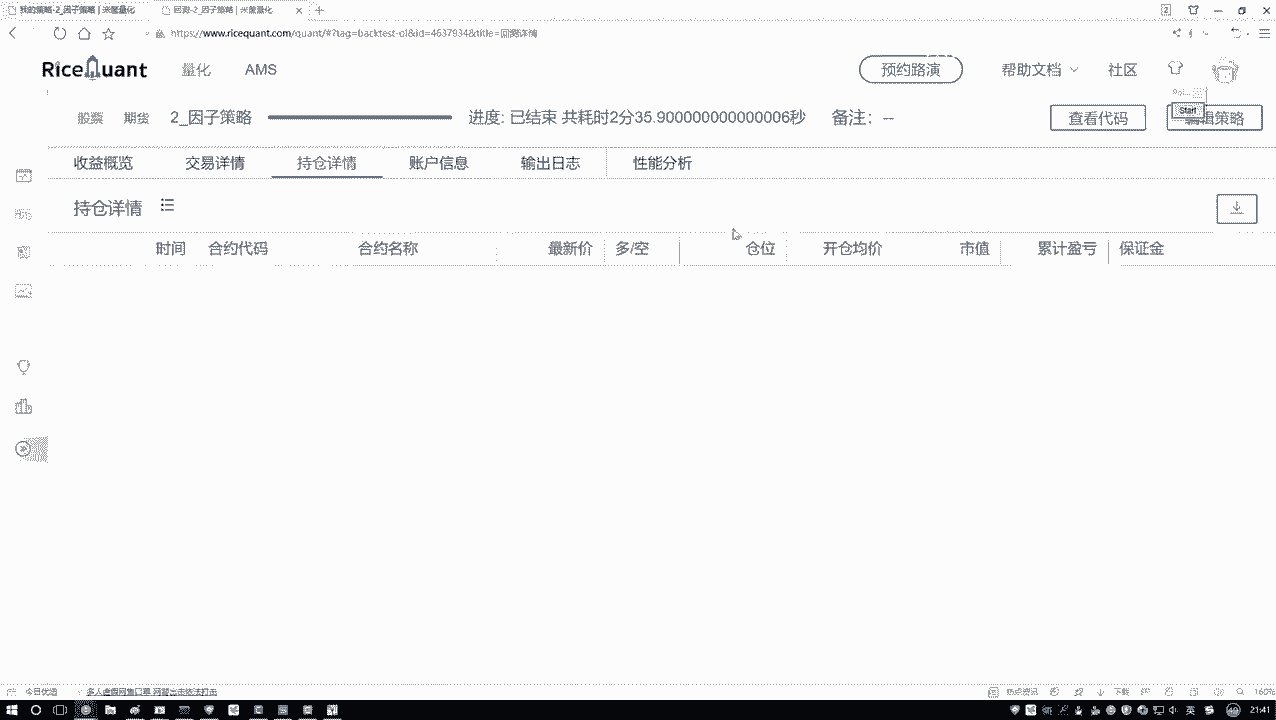 我的策略-2_因子策略 | 米筐量化
回测-2_因子策略 | 米筐量化
https://www.ricequant.com/quant/#?tag=backtest-ol&id=4637934&title=回测详情
RiceQuant 量化 AMS 预约路演 帮助文档 社区
股票 期货 2_因子策略 进度: 已结束 共耗时2分35.900000000000006秒 备注: -- 查看代码 编辑策略
Start
收益概览 交易详情 持仓详情 账户信息 输出日志 性能分析
持仓详情
时间 合约代码 合约名称 最新价 多/空 仓位 开仓均价 市值 累计盈亏 保证金
今日优选
热点资讯 下载 160%
英 21:41